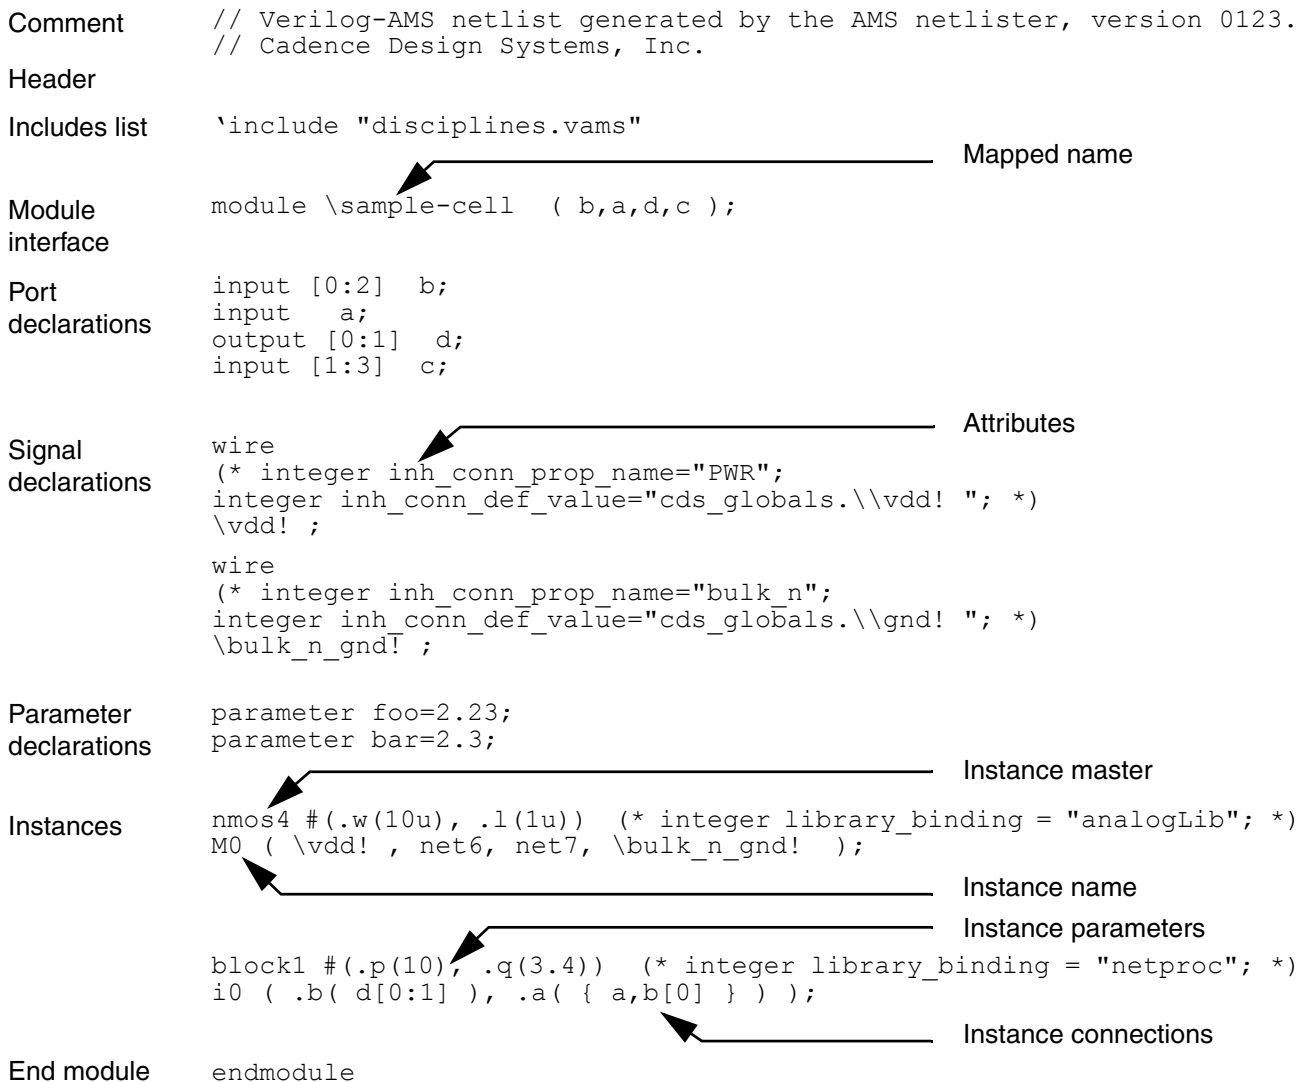 Comment // Verilog-AMS netlist generated by the AMS netlister, version 0123.
// Cadence Design Systems, Inc.
Header
Includes list ‘include "disciplines.vams"
Mapped name
Module module \sample-cell ( b,a,d,c );
interface
Port input [0:2] b;
declarations input a;
output [0:1] d;
input [1:3] c;
Attributes
Signal wire
declarations (* integer inh_conn_prop_name="PWR";
integer inh_conn_def_value="cds_globals.\\vdd! "; *)
\vdd! ;
wire
(* integer inh_conn_prop_name="bulk_n";
integer inh_conn_def_value="cds_globals.\\gnd! "; *)
\bulk_n_gnd! ;
Parameter parameter foo=2.23;
declarations parameter bar=2.3;
Instance master
Instances nmos4 #(.w(10u), .l(1u)) (* integer library_binding = "analogLib"; *)
M0 ( \vdd! , net6, net7, \bulk_n_gnd! );
Instance name
Instance parameters
block1 #(.p(10), .q(3.4)) (* integer library_binding = "netproc"; *)
i0 ( .b( d[0:1] ), .a( { a,b[0] } ) );
Instance connections
End module endmodule